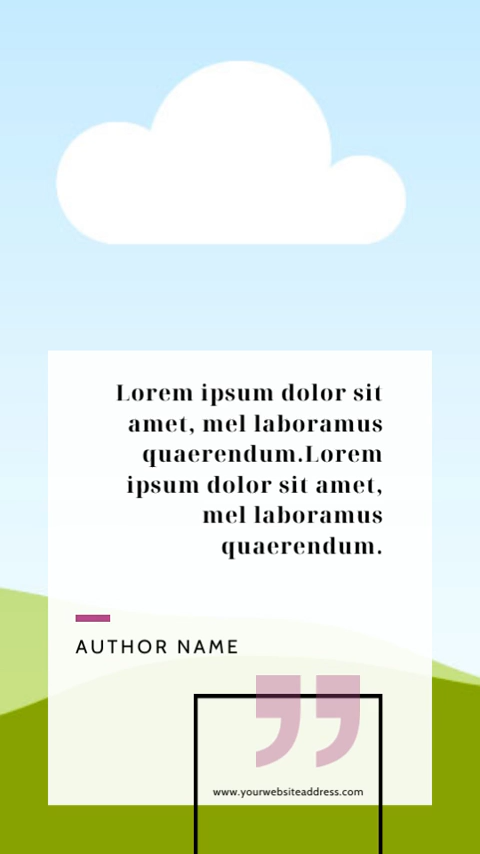 Lorem ipsum dolor sit
amet, mel laboramus
quaerendum.Lorem
ipsum dolor sit amet,
mel laboramus
quaerendum.
AUTHOR NAME
www.yourwebsiteaddress.com